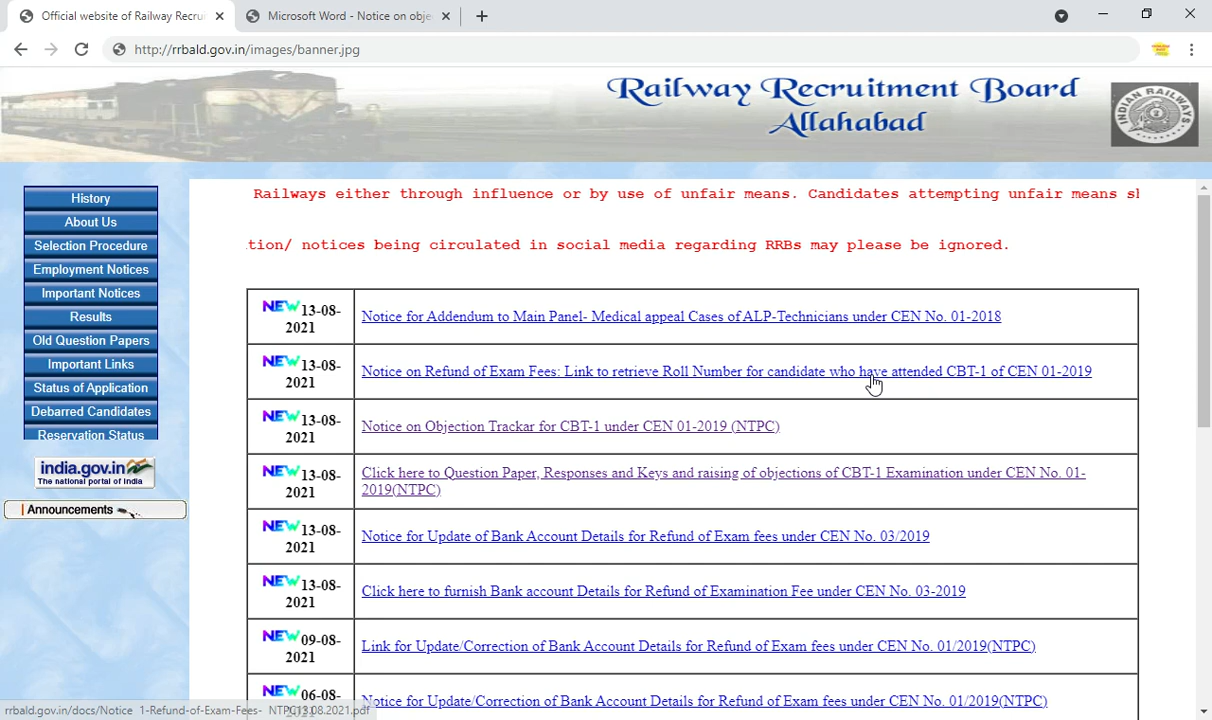 Official website of Railway Recrui
Microsoft Word - Notice on obje
http://rrbald.gov.in/images/banner.jpg
Railway Recruitment Board
Allahabad
INDIAN RAILWAYS
History
About Us
Selection Procedure
Employment Notices
Important Notices
Results
Old Question Papers
Important Links
Status of Application
Debarred Candidates
Reservation Status
india.gov.in
The national portal of India
Announcements
Railways either through influence or by use of unfair means. Candidates attempting unfair means sh
tion/ notices being circulated in social media regarding RRBs may please be ignored.
NEW 13-08-
2021
Notice for Addendum to Main Panel- Medical appeal Cases of ALP-Technicians under CEN No. 01-2018
NEW 13-08-
2021
Notice on Refund of Exam Fees: Link to retrieve Roll Number for candidate who have attended CBT-1 of CEN 01-2019
NEW 13-08-
2021
Notice on Objection Trackar for CBT-1 under CEN 01-2019 (NTPC)
NEW 13-08-
2021
Click here to Question Paper, Responses and Keys and raising of objections of CBT-1 Examination under CEN No. 01-
2019(NTPC)
NEW 13-08-
2021
Notice for Update of Bank Account Details for Refund of Exam fees under CEN No. 03/2019
NEW 13-08-
2021
Click here to furnish Bank account Details for Refund of Examination Fee under CEN No. 03-2019
NEW 09-08-
2021
Link for Update/Correction of Bank Account Details for Refund of Exam fees under CEN No. 01/2019(NTPC)
NEW 06-08-
2021
Notice for Update/Correction of Bank Account Details for Refund of Exam fees under CEN No. 01/2019(NTPC)
rrbald.gov.in/docs/Notice 1-Refund-of-Exam-Fees- NTPC13.08.2021.pdf